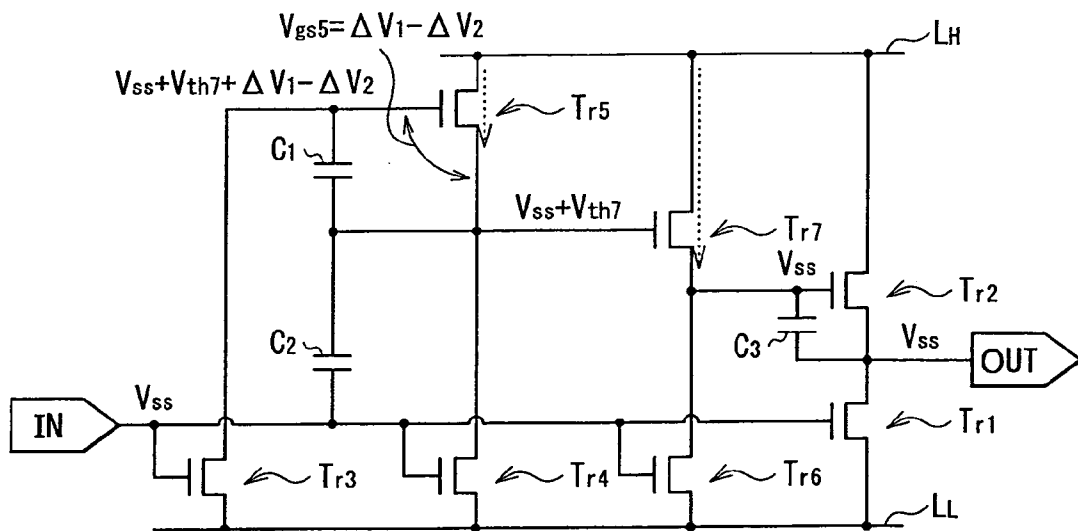 Vgs5=ΔV1−ΔV2
LH
Vss+Vth7+ΔV1−ΔV2
Tr5
C1
Vss+Vth7
Tr7
Vss
Tr2
C2
C3
Vss
OUT
Vss
IN
Tr1
Tr3
Tr4
Tr6
LL